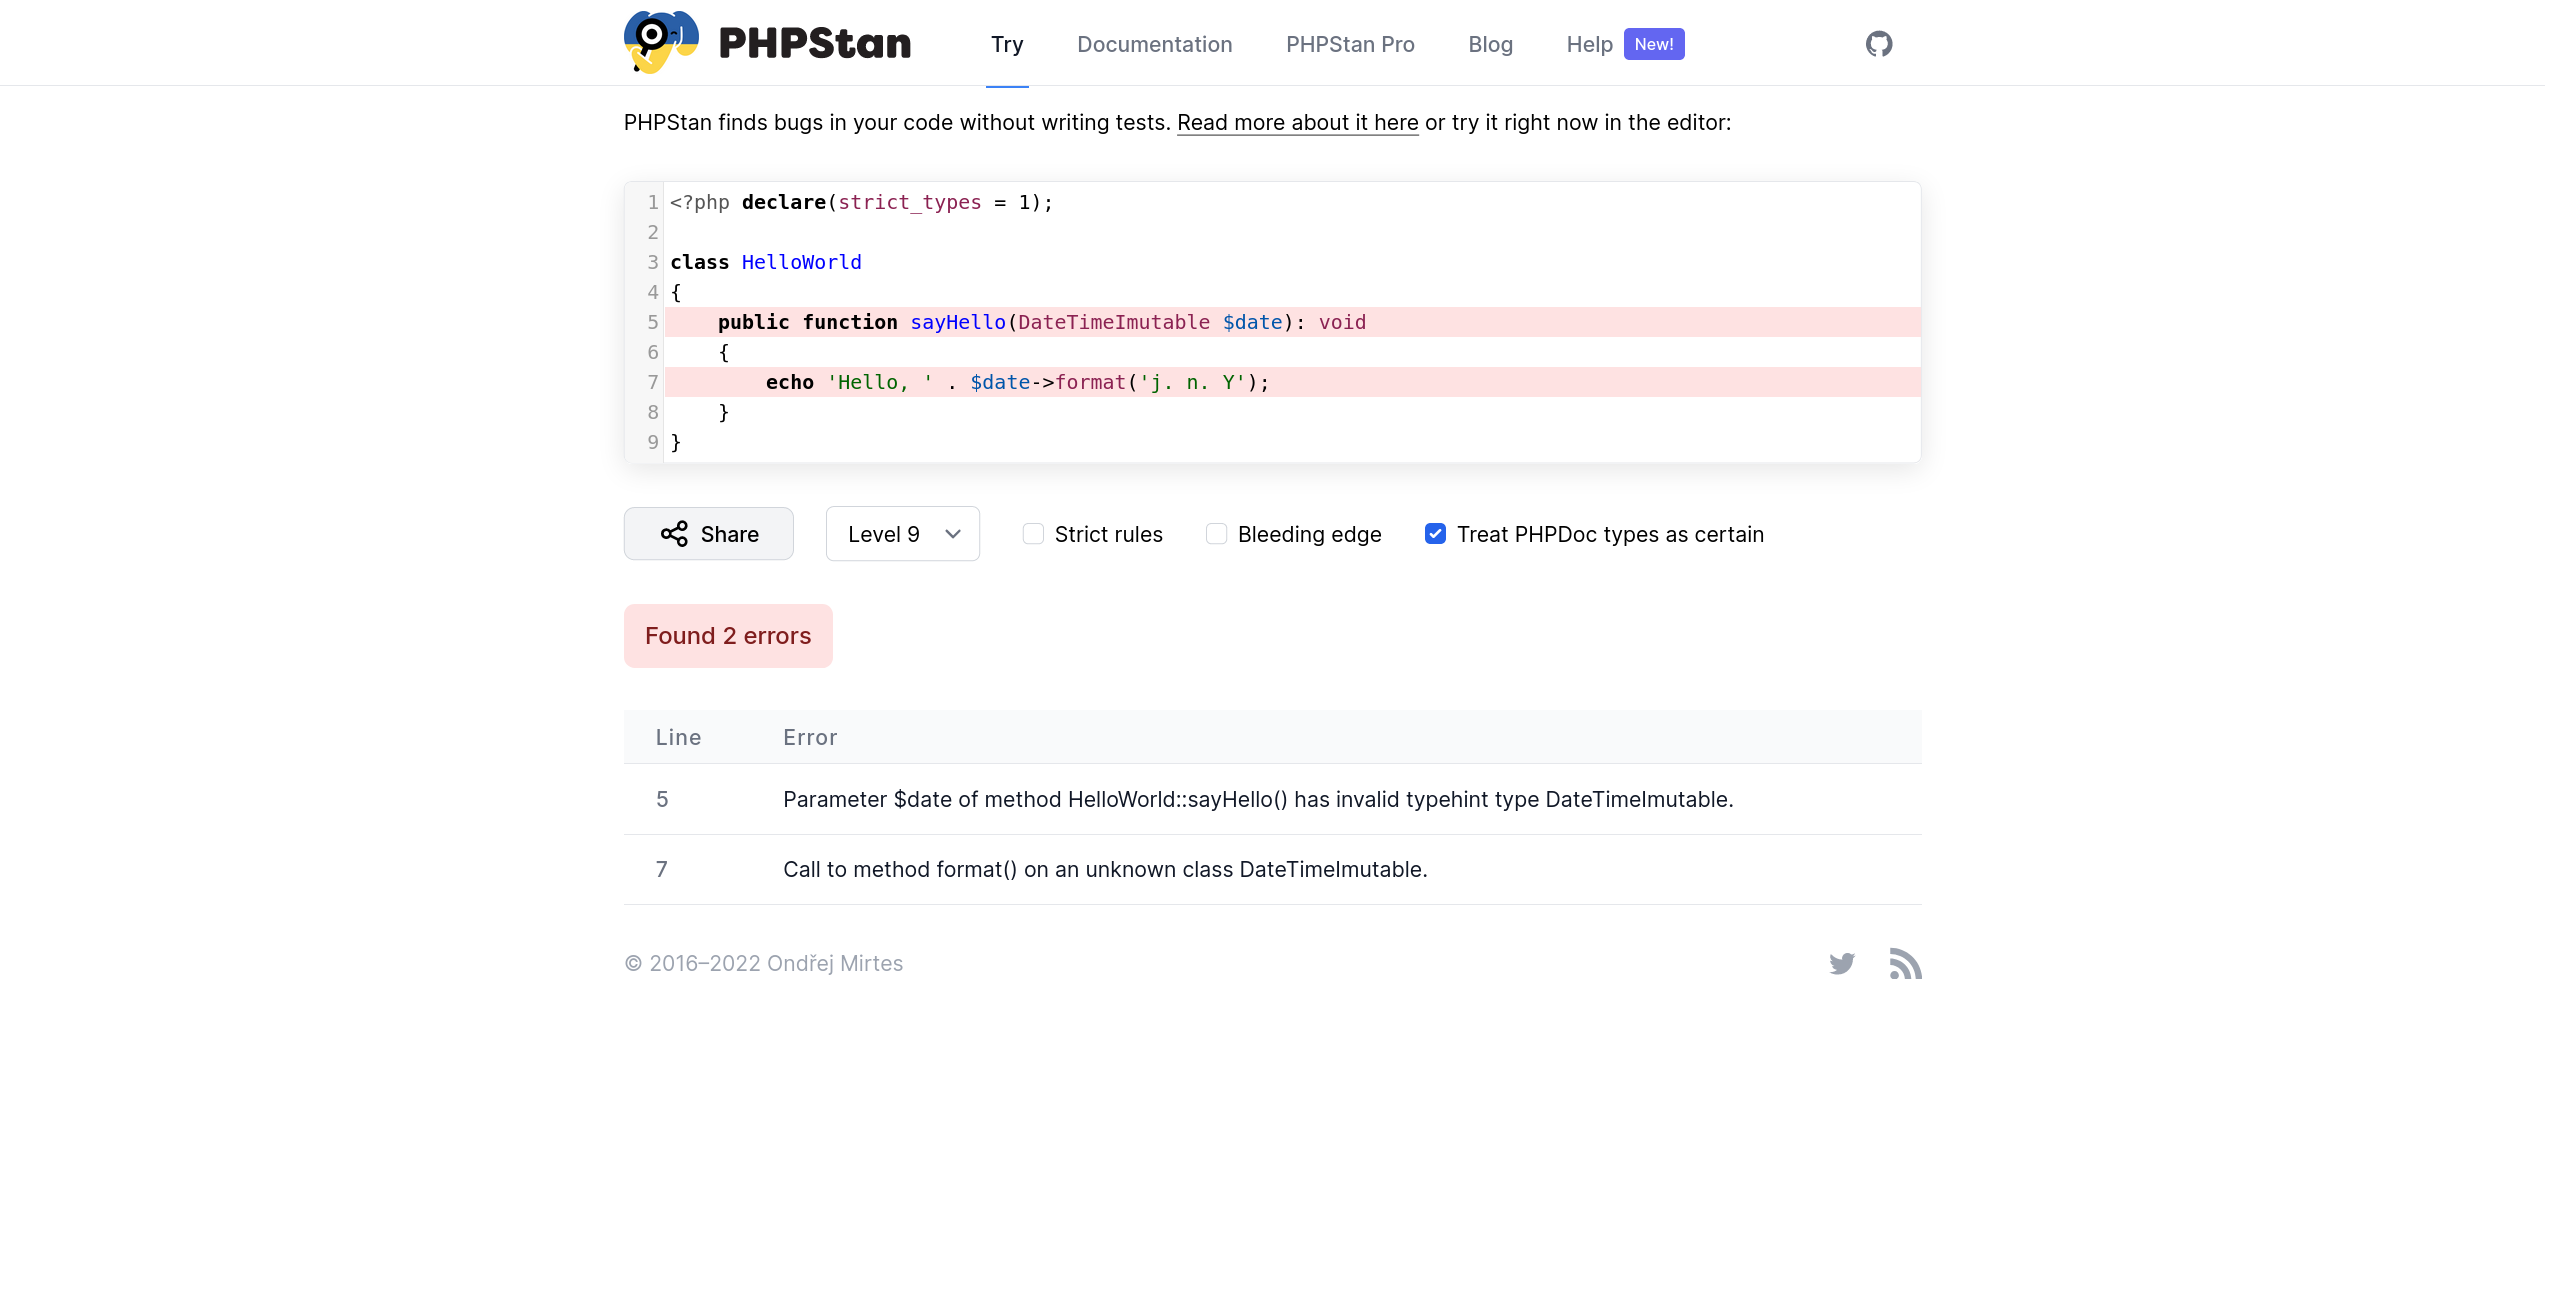 PHPStan
Try Documentation PHPStan Pro Blog Help New!
PHPStan finds bugs in your code without writing tests. Read more about it here or try it right now in the editor:
1 <?php declare(strict_types = 1);
2
3 class HelloWorld
4 {
5     public function sayHello(DateTimeImutable $date): void
6     {
7         echo 'Hello, ' . $date->format('j. n. Y');
8     }
9 }
Share Level 9 Strict rules Bleeding edge Treat PHPDoc types as certain
Found 2 errors
Line Error
5 Parameter $date of method HelloWorld::sayHello() has invalid typehint type DateTimeImutable.
7 Call to method format() on an unknown class DateTimeImutable.
© 2016–2022 Ondřej Mirtes